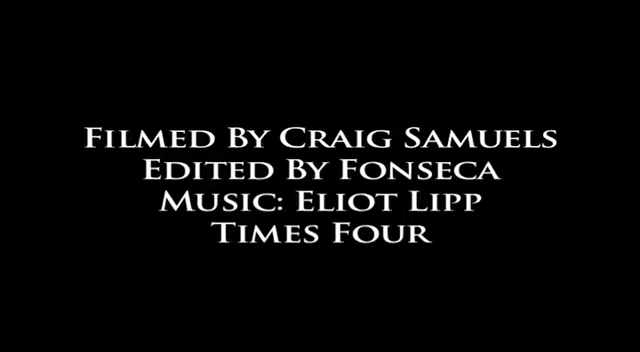 Filmed By Craig Samuels
Edited By Fonseca
Music: Eliot Lipp
Times Four